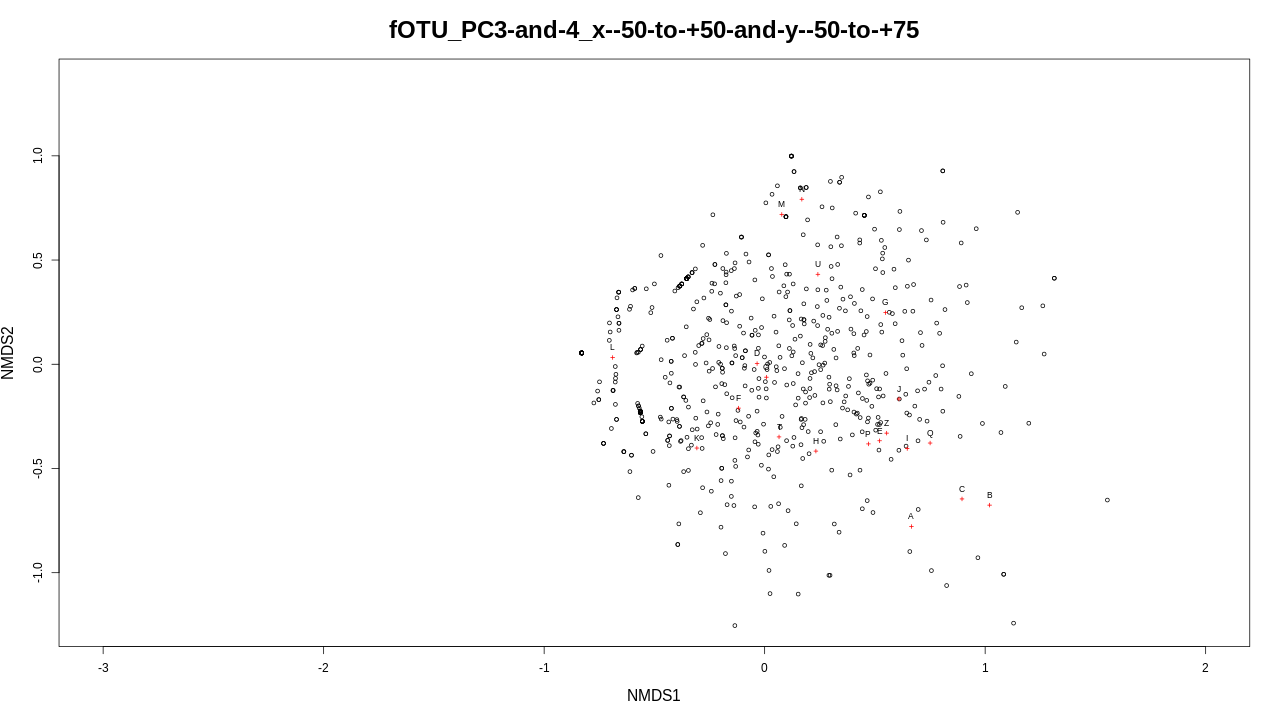 fOTU_PC3-and-4_x--50-to-+50-and-y--50-to-+75
1.0
M
U
0.5
G
L
0.0
J
F
Z
K
H
P
E
I
Q
-0.5
C
B
A
-1.0
NMDS2
-3
-2
-1
0
1
2
NMDS1